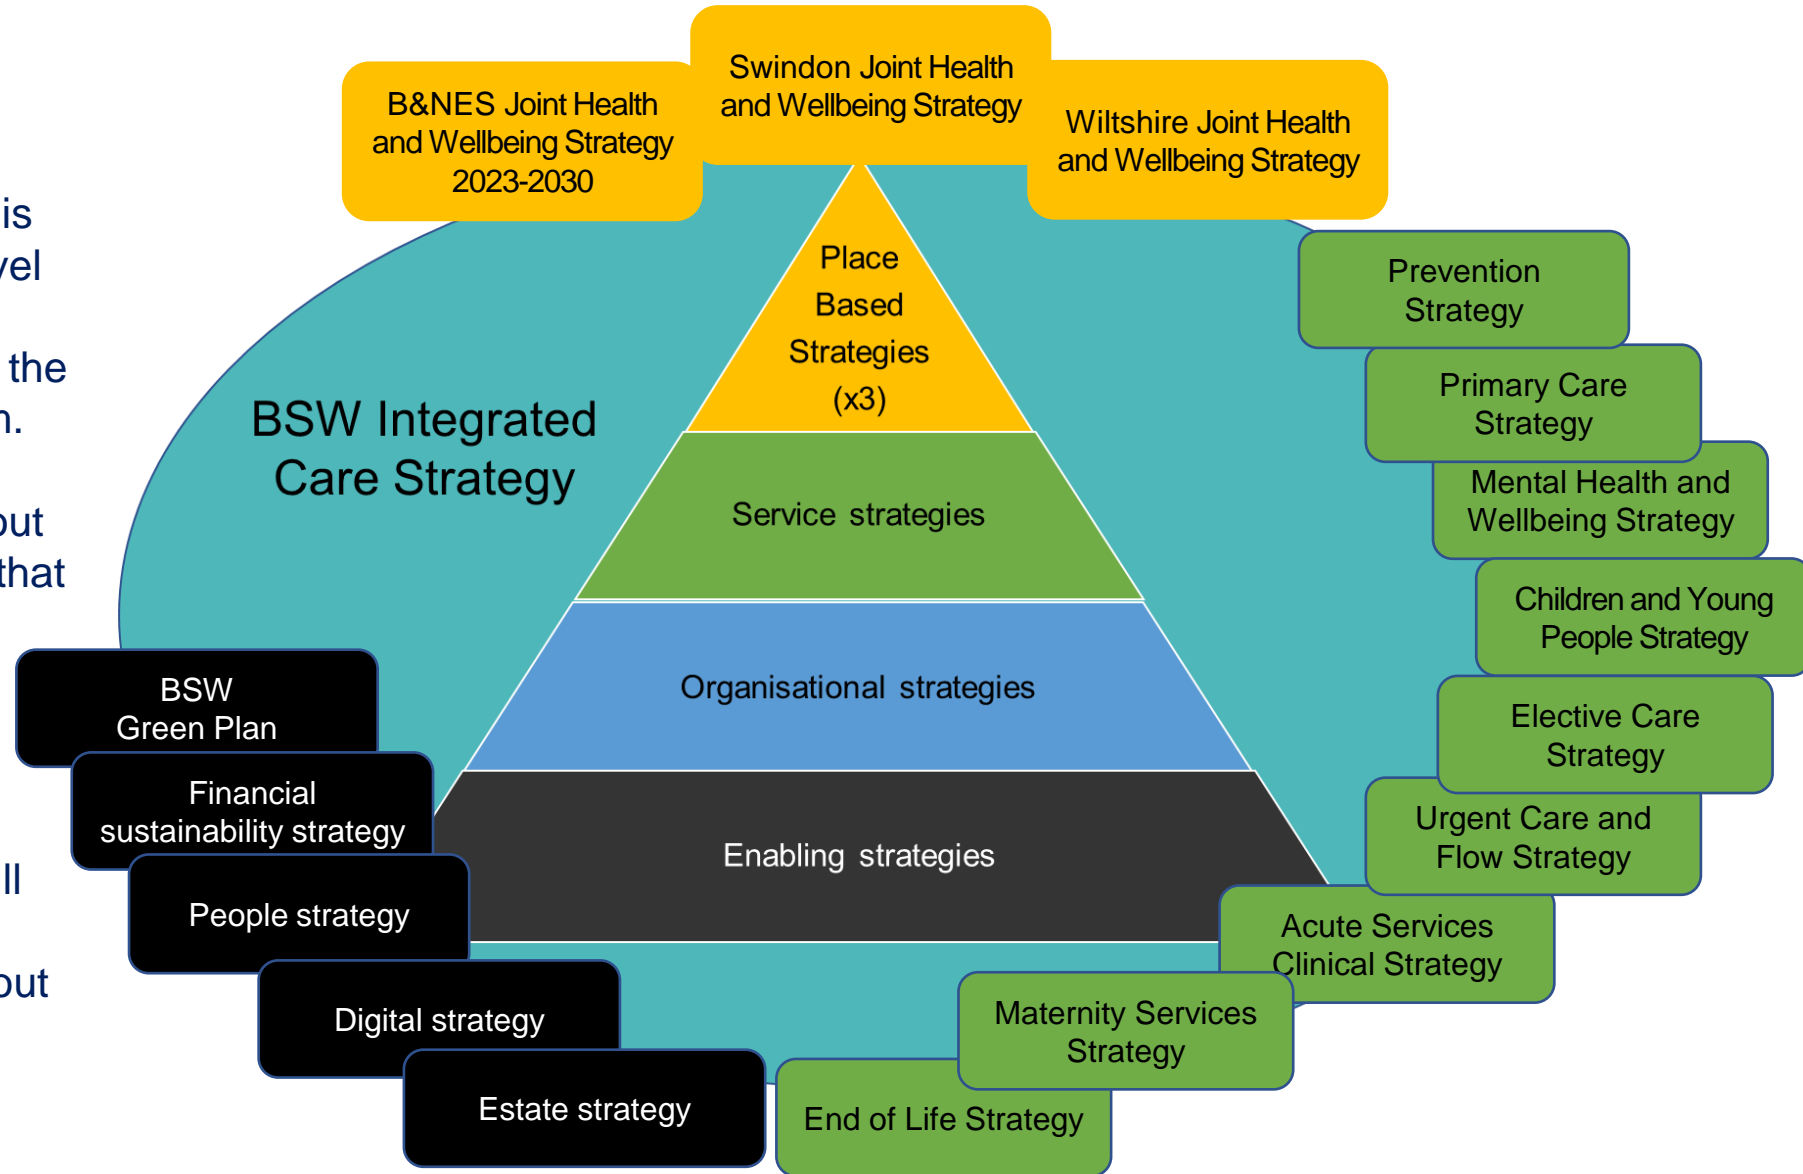 is
vel
the
n.
out
that
ll
out
B&NES Joint Health
and Wellbeing Strategy
2023-2030
Swindon Joint Health
and Wellbeing Strategy
Wiltshire Joint Health
and Wellbeing Strategy
BSW Integrated
Care Strategy
Place
Based
Strategies
(x3)
Service strategies
Organisational strategies
Enabling strategies
Prevention
Strategy
Primary Care
Strategy
Mental Health and
Wellbeing Strategy
Children and Young
People Strategy
Elective Care
Strategy
Urgent Care and
Flow Strategy
Acute Services
Clinical Strategy
Maternity Services
Strategy
End of Life Strategy
BSW
Green Plan
Financial
sustainability strategy
People strategy
Digital strategy
Estate strategy